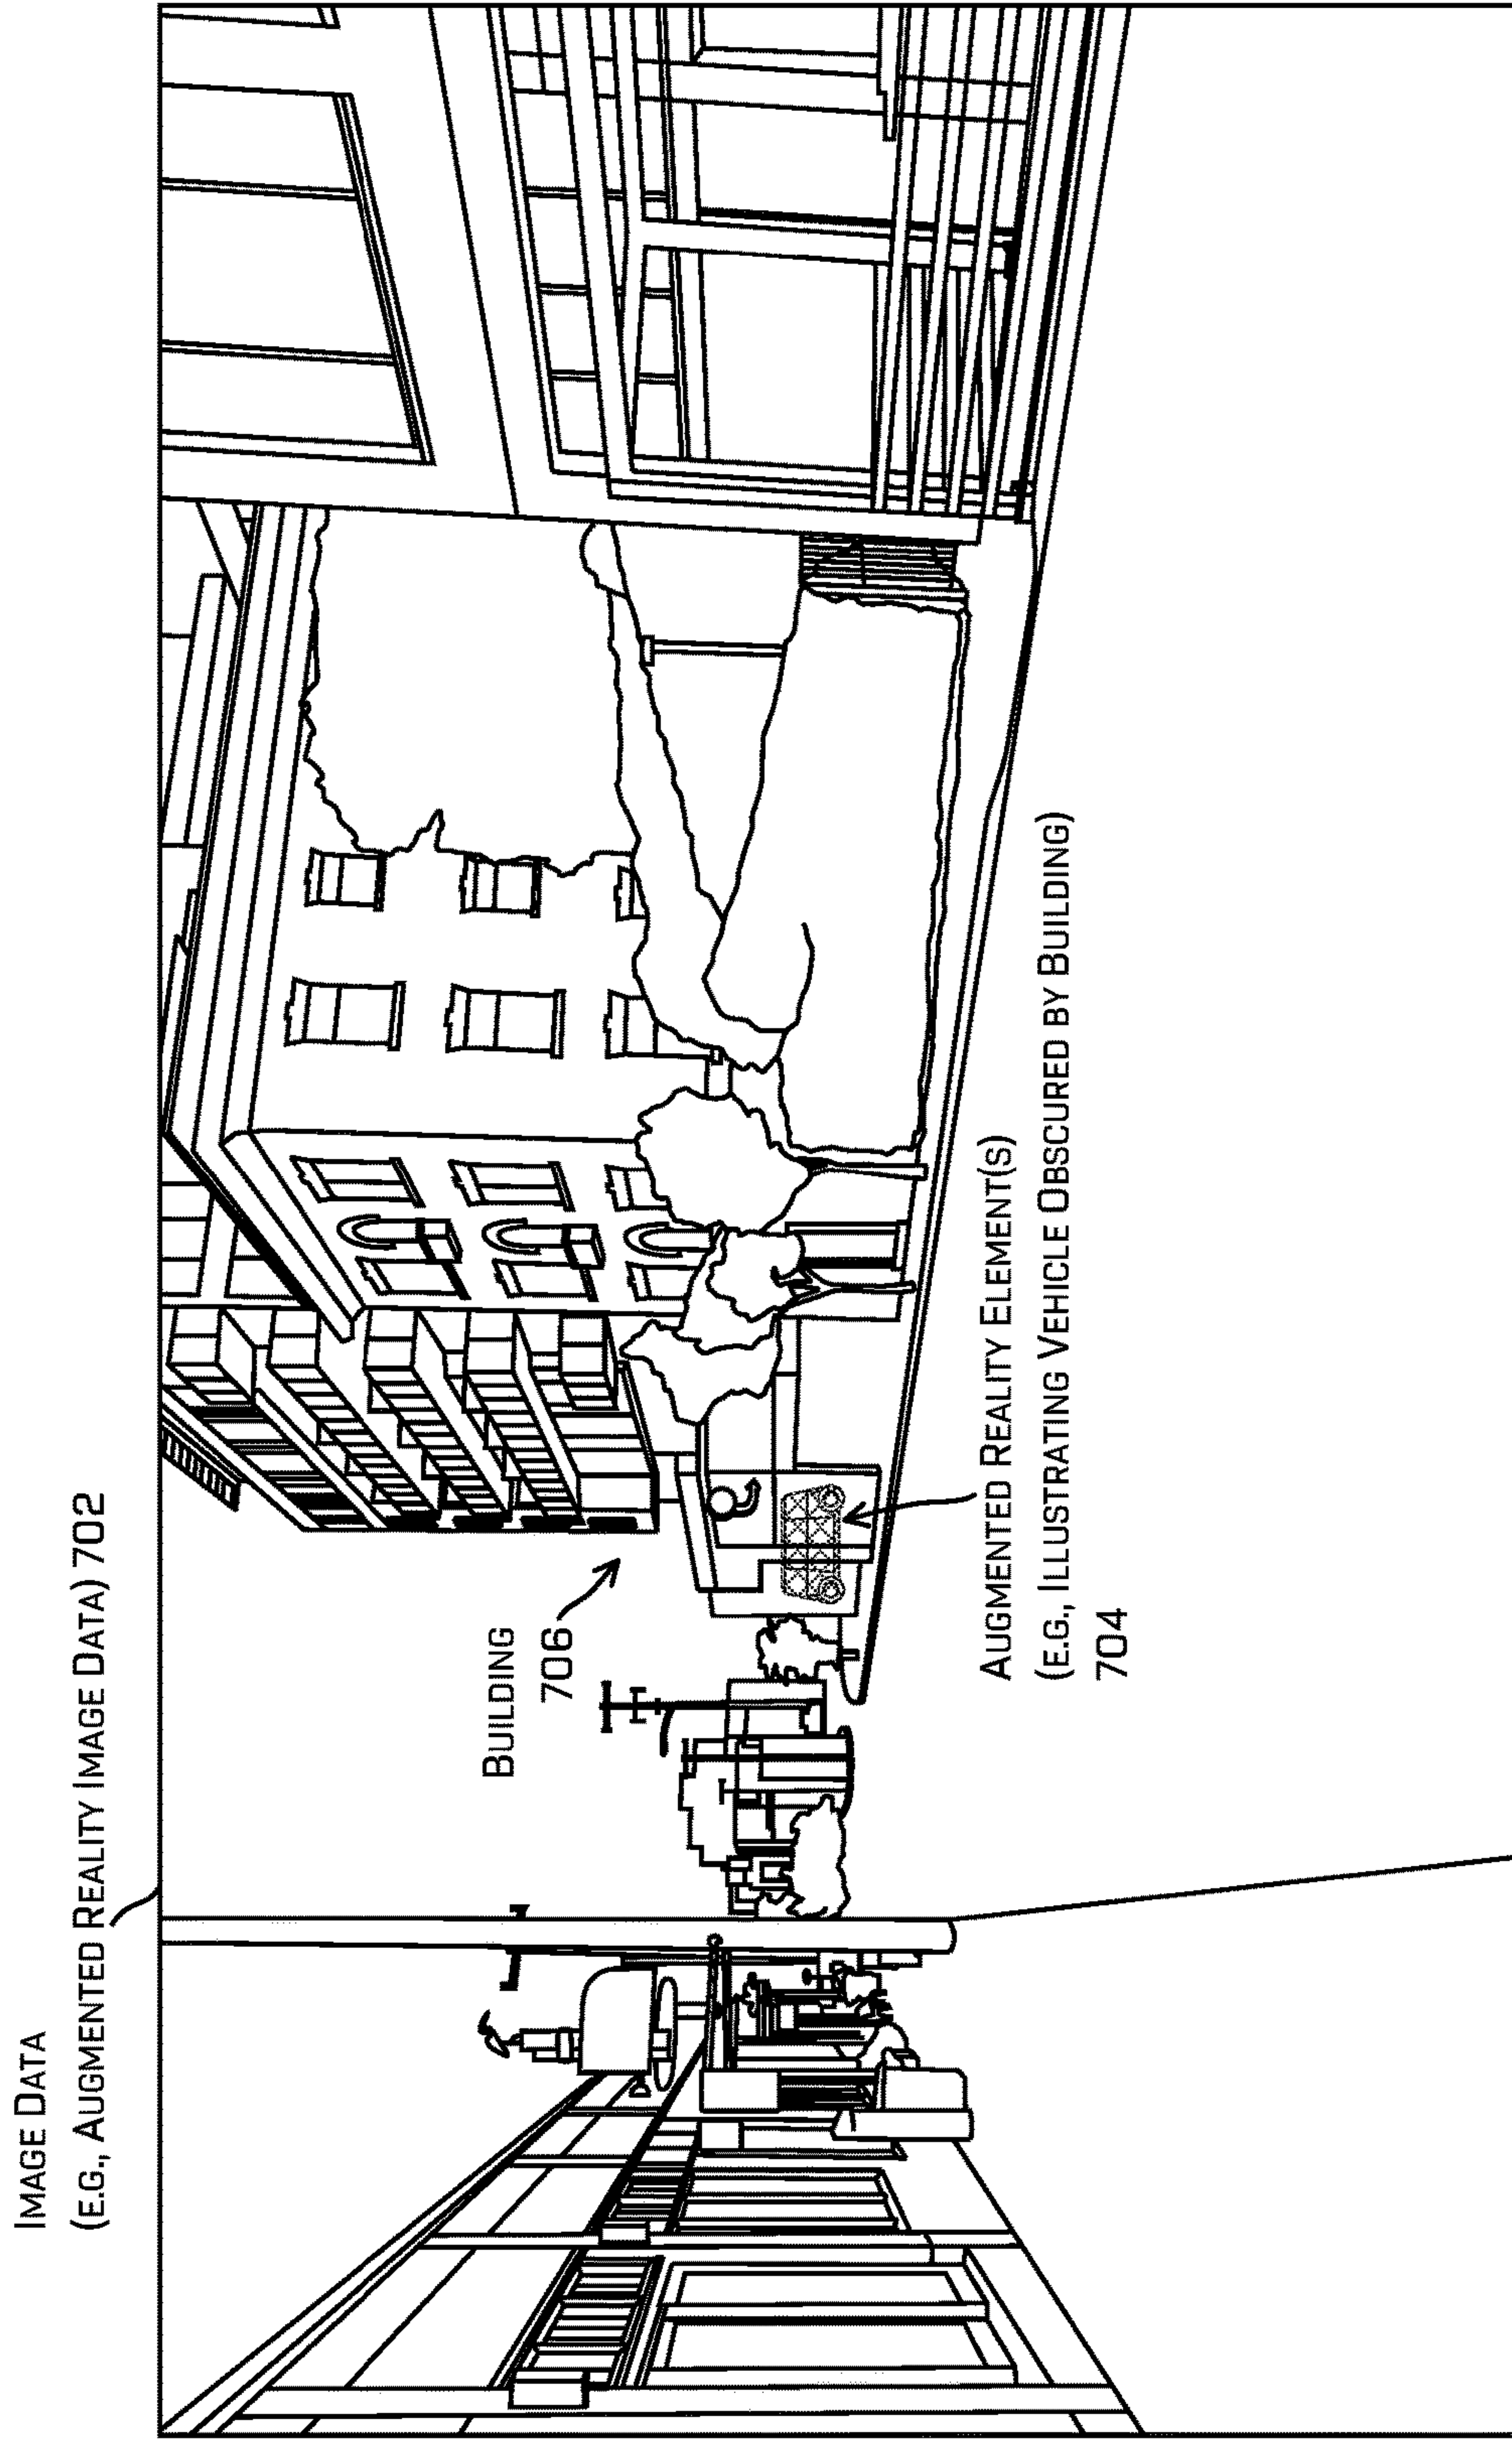 IMAGE DATA
(E.G., AUGMENTED REALITY IMAGE DATA) 702
BUILDING
706
AUGMENTED REALITY ELEMENT(S)
(E.G., ILLUSTRATING VEHICLE OBSCURED BY BUILDING)
704